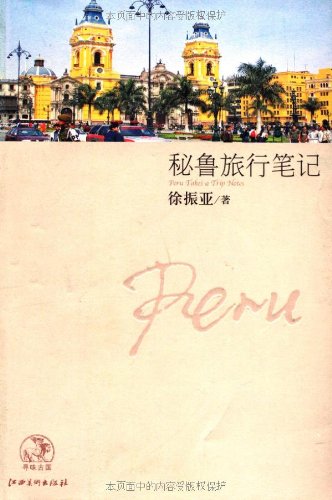 本页面中的内容受版权保护
秘鲁旅行笔记
Peru Takes a Trip Notes
徐振亚/著
Peru
寻味古国
江西美术出版社
本页面中的内容受版权保护